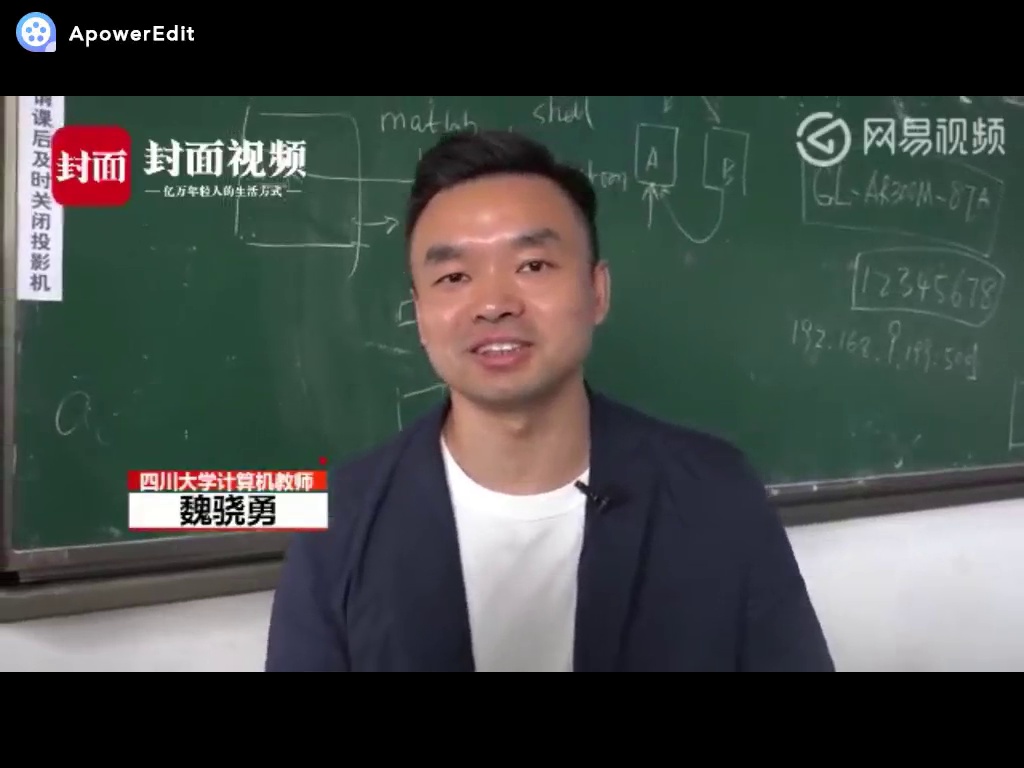 ApowerEdit
请课后及时关闭投影机
封面
封面视频
亿万年轻人的生活方式
网易视频
matlab
shell
A
B
GL-AR300M-87A
12345678
四川大学计算机教师
魏骁勇